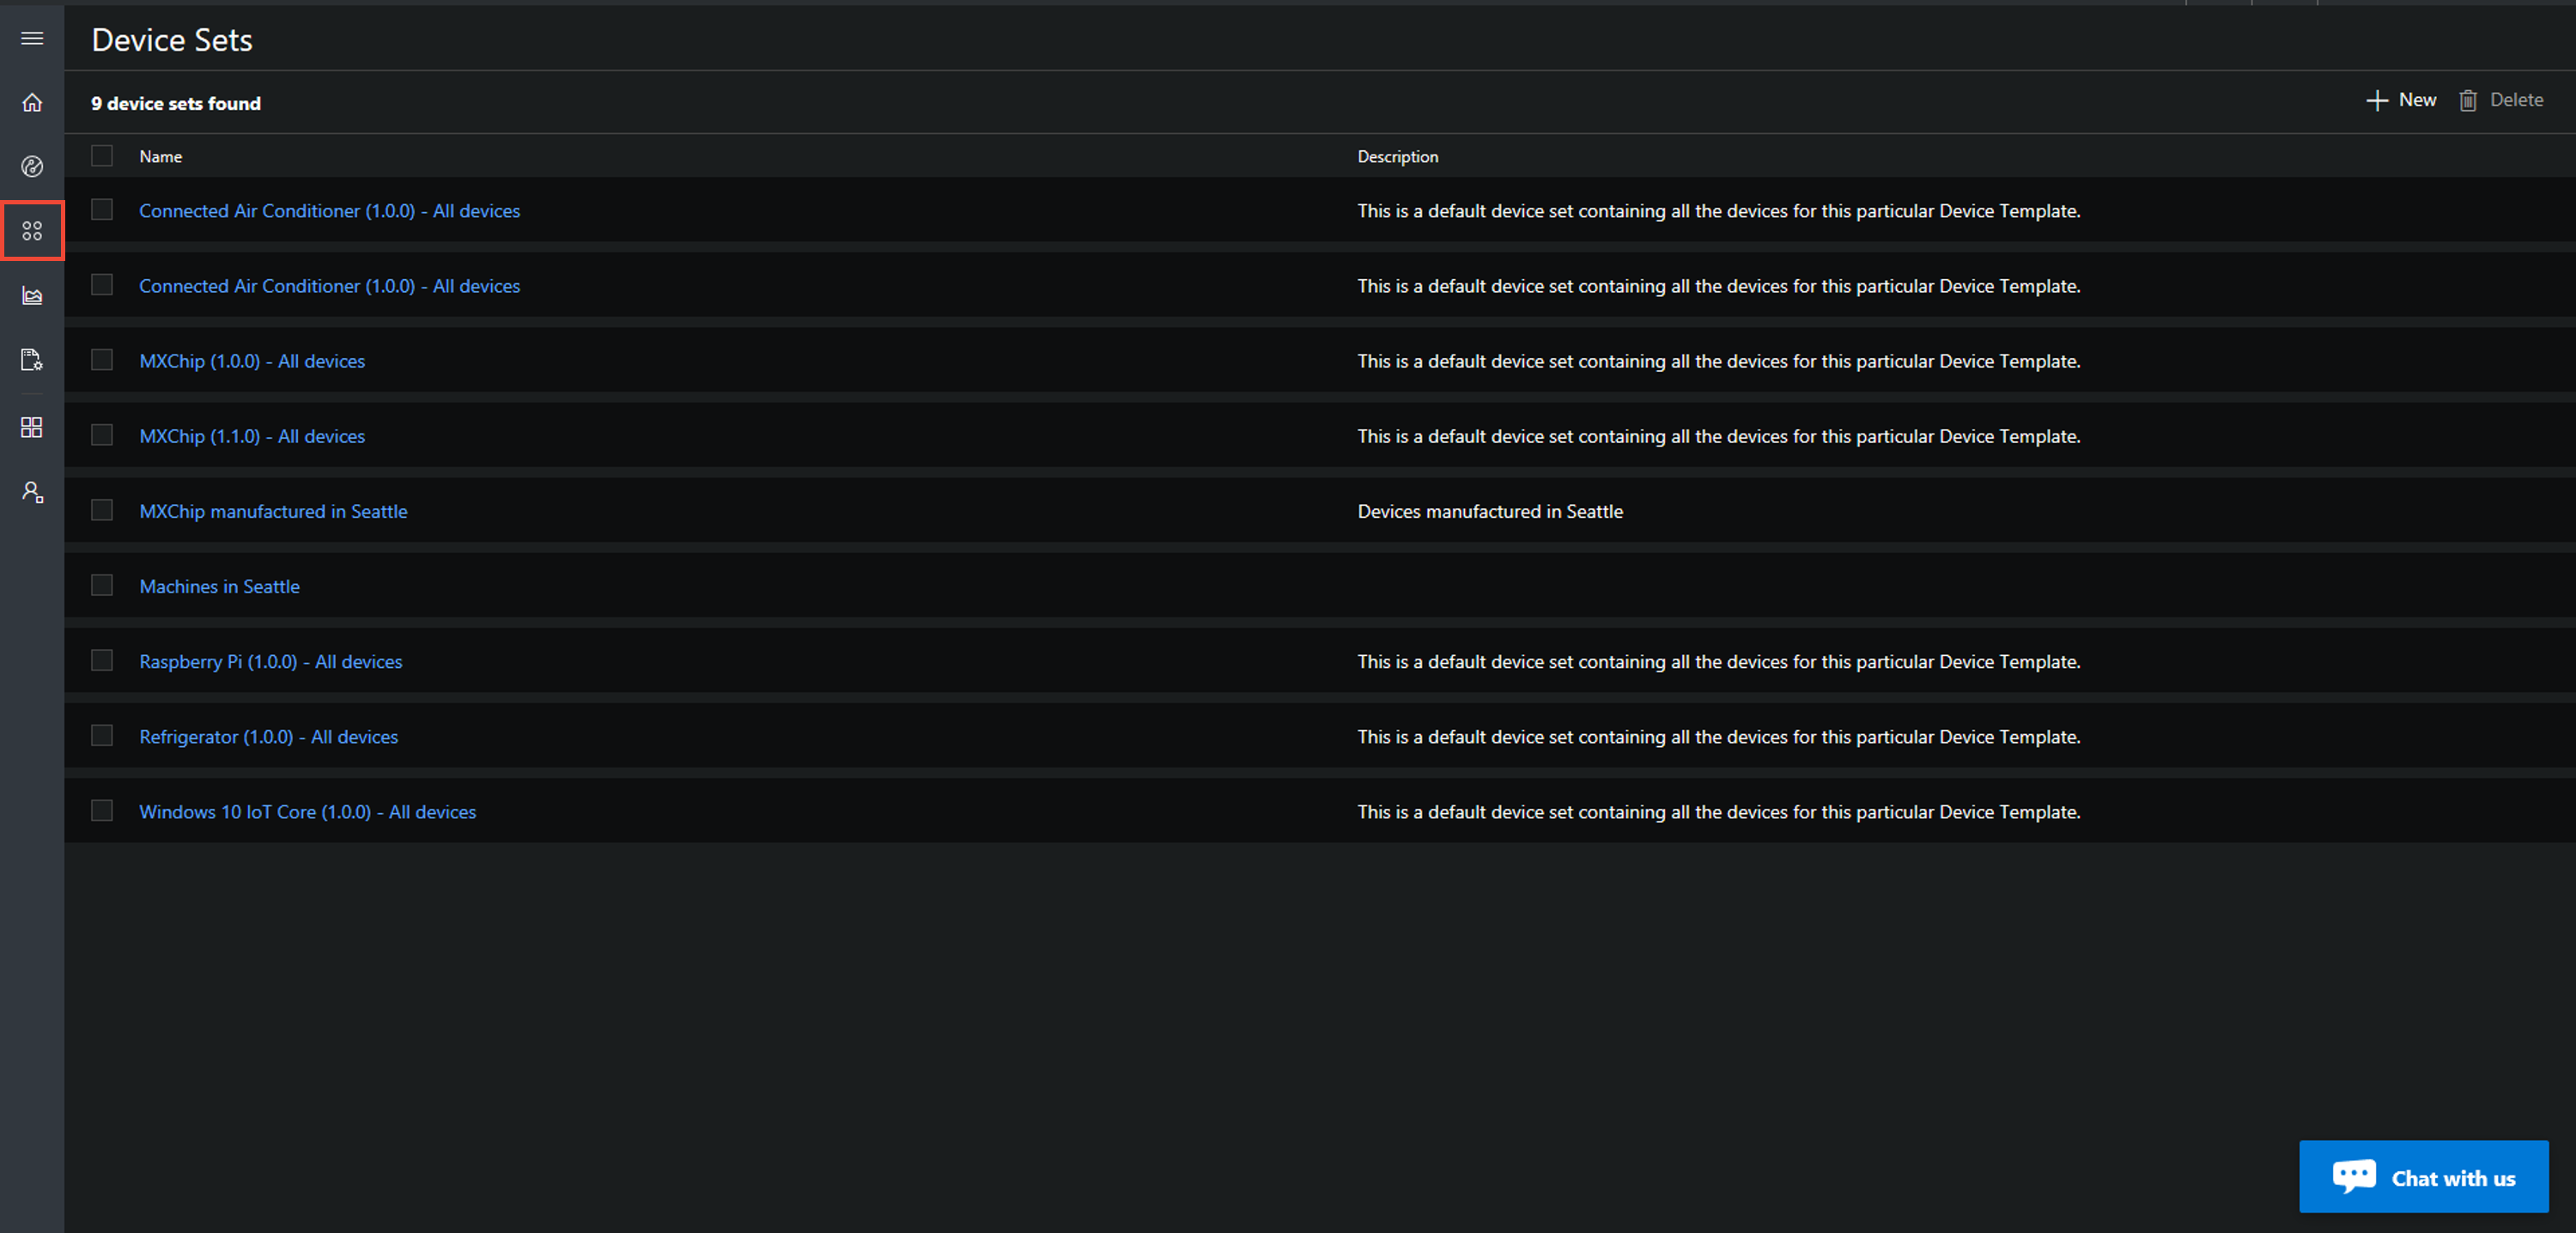 Device Sets
9 device sets found
New Delete
Name Description
Connected Air Conditioner (1.0.0) - All devices This is a default device set containing all the devices for this particular Device Template.
Connected Air Conditioner (1.0.0) - All devices This is a default device set containing all the devices for this particular Device Template.
MXChip (1.0.0) - All devices This is a default device set containing all the devices for this particular Device Template.
MXChip (1.1.0) - All devices This is a default device set containing all the devices for this particular Device Template.
MXChip manufactured in Seattle Devices manufactured in Seattle
Machines in Seattle
Raspberry Pi (1.0.0) - All devices This is a default device set containing all the devices for this particular Device Template.
Refrigerator (1.0.0) - All devices This is a default device set containing all the devices for this particular Device Template.
Windows 10 IoT Core (1.0.0) - All devices This is a default device set containing all the devices for this particular Device Template.
Chat with us